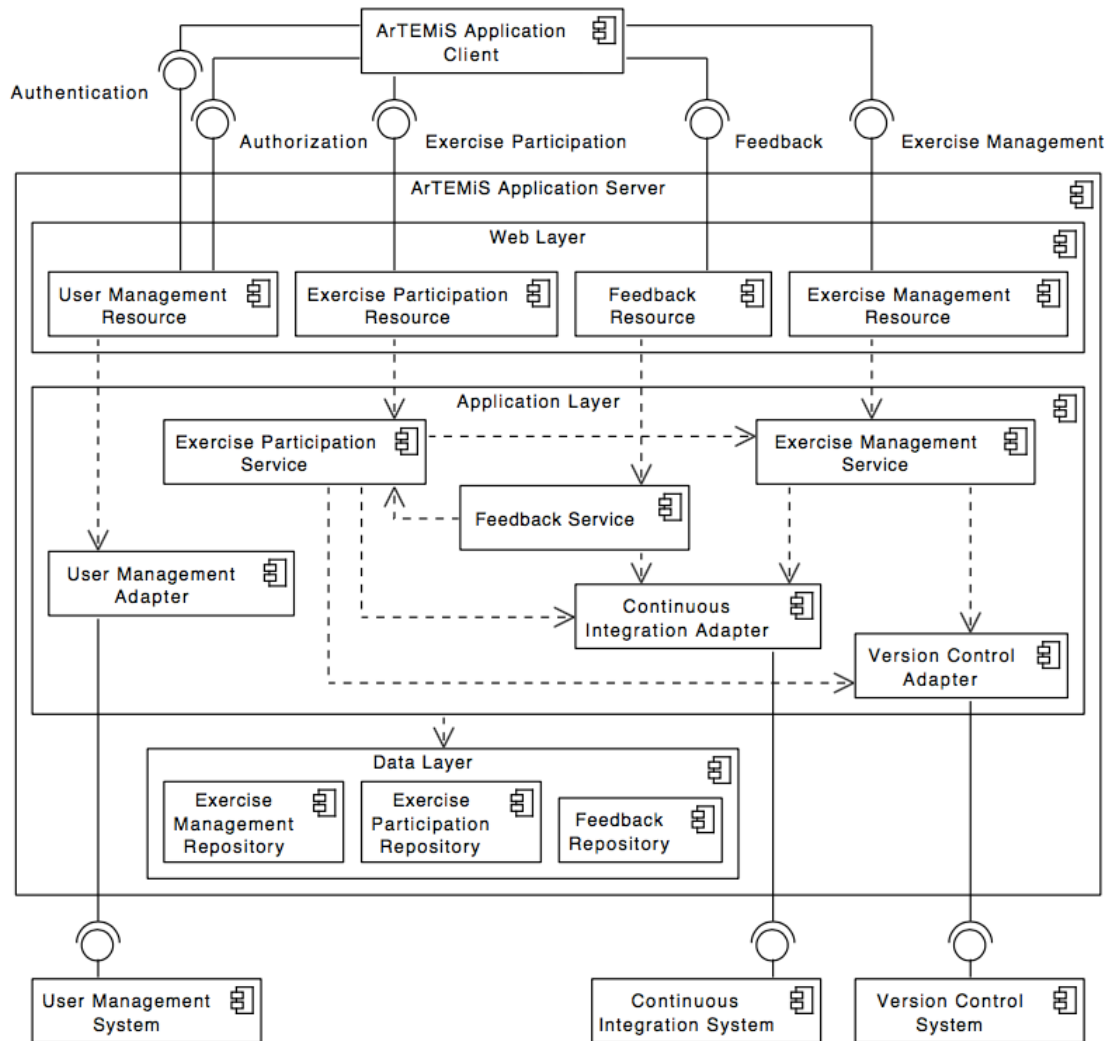 ArTEMiS Application
Client
Authentication
Authorization
Exercise Participation
Feedback
Exercise Management
ArTEMiS Application Server
Web Layer
User Management
Resource
Exercise Participation
Resource
Feedback
Resource
Exercise Management
Resource
Application Layer
Exercise Participation
Service
Exercise Management
Service
Feedback Service
User Management
Adapter
Continuous
Integration Adapter
Version Control
Adapter
Data Layer
Exercise
Management
Repository
Exercise
Participation
Repository
Feedback
Repository
User Management
System
Continuous
Integration System
Version Control
System